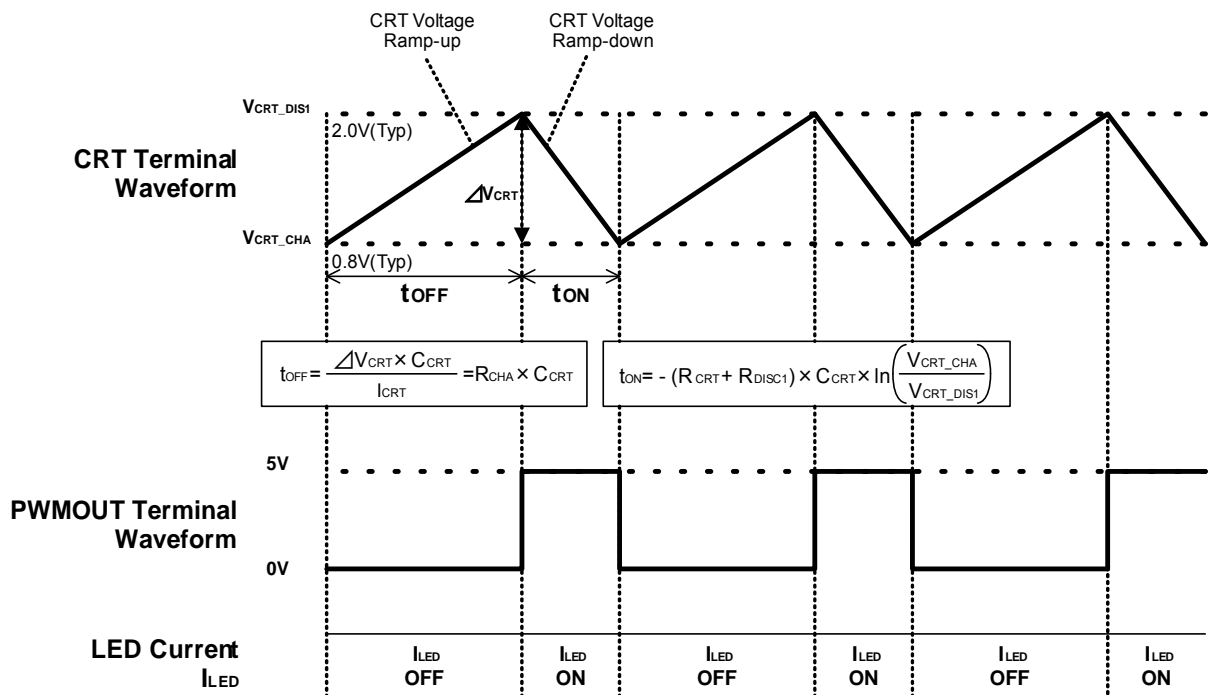 CRT Voltage
Ramp-up
CRT Voltage
Ramp-down
VCRT_DIS1
2.0V(Typ)
CRT Terminal
Waveform
⊿VCRT
VCRT_CHA
0.8V(Typ)
tOFF
tON
tOFF= ⊿VCRT × CCRT / ICRT =RCHA × CCRT
tON= - (RCRT + RDISC1) × CCRT × ln(VCRT_CHA / VCRT_DIS1)
5V
PWMOUT Terminal
Waveform
0V
LED Current
ILED
ILED
OFF
ILED
ON
ILED
OFF
ILED
ON
ILED
OFF
ILED
ON